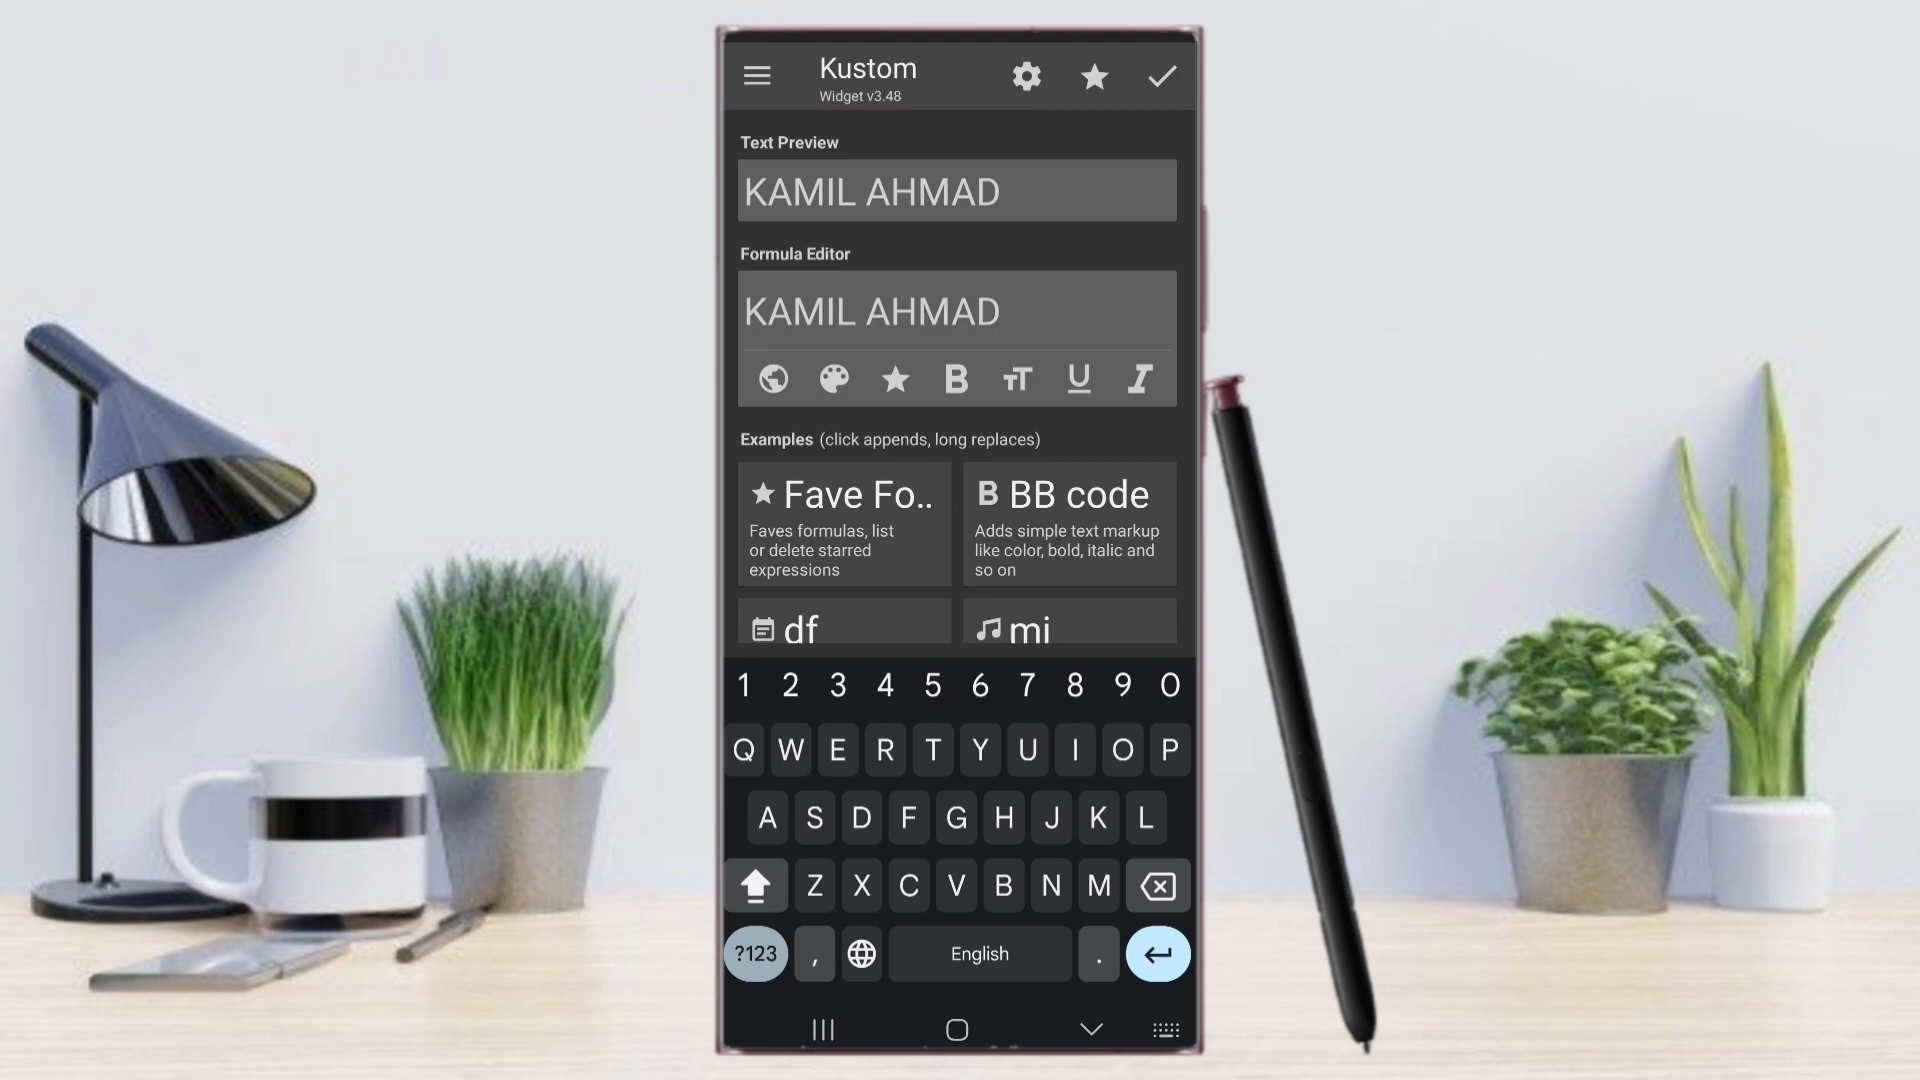 Kustom
Widget v3.48
Text Preview
KAMIL AHMAD
Formula Editor
KAMIL AHMAD
B TT U I
Examples (click appends, long replaces)
Fave Fo..
Faves formulas, list
or delete starred
expressions
B BB code
Adds simple text markup
like color, bold, italic and
so on
df
mi
1 2 3 4 5 6 7 8 9 0
Q W E R T Y U I O P
A S D F G H J K L
Z X C V B N M
?123 , English .